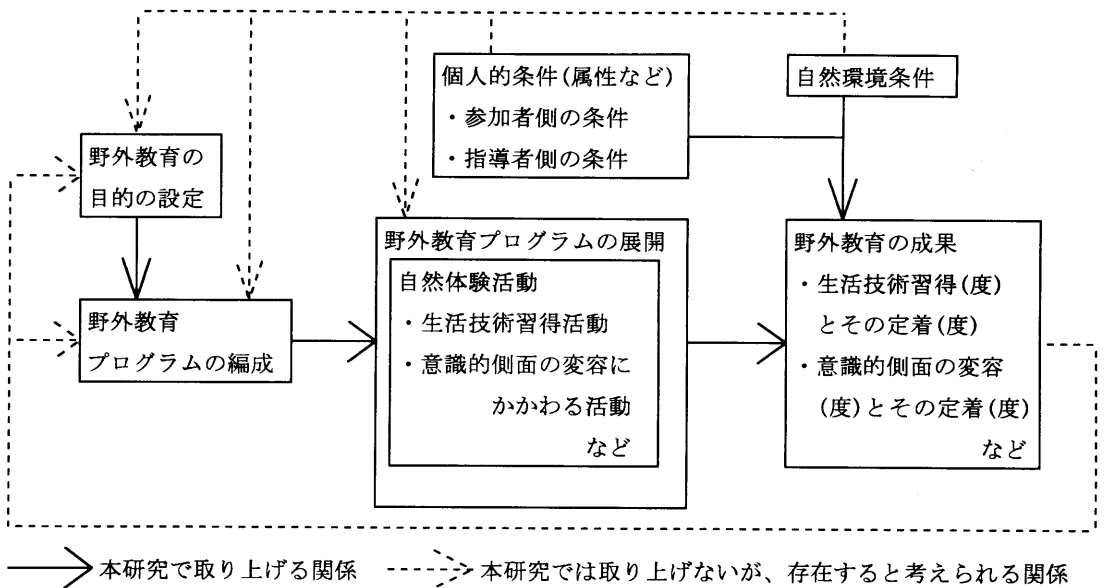 個人的条件(属性など)
・参加者側の条件
・指導者側の条件
自然環境条件
野外教育の
目的の設定
野外教育
プログラムの編成
野外教育プログラムの展開
自然体験活動
・生活技術習得活動
・意識的側面の変容に
かかわる活動
など
野外教育の成果
・生活技術習得(度)
とその定着(度)
・意識的側面の変容
(度)とその定着(度)
など
本研究で取り上げる関係
本研究では取り上げないが、存在すると考えられる関係